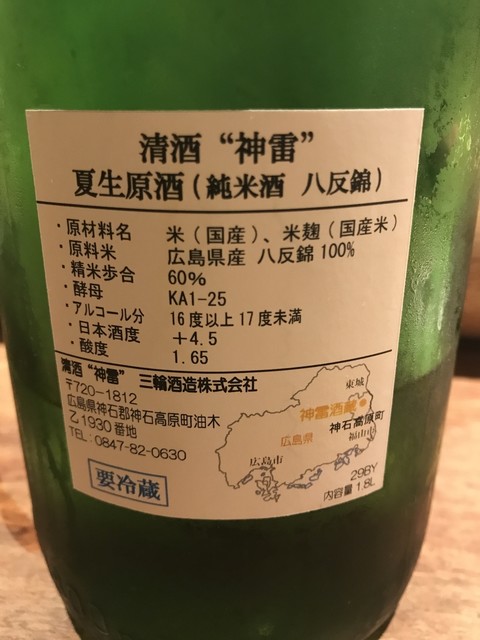 清酒 “神雷”
夏生原酒(純米酒 八反錦)
・原材料名 米(国産)、米麹(国産米)
・原料米 広島県産 八反錦100%
・精米歩合 60%
・酵母 KA1-25
・アルコール分 16度以上17度未満
・日本酒度 +4.5
・酸度 1.65
清酒“神雷” 三輪酒造株式会社
〒720-1812
広島県神石郡神石高原町油木
乙1930番地
TEL:0847-82-0630
要冷蔵
東城
神雷酒蔵
神石高原町
広島県
福山市
広島市
29BY
内容量1.8L